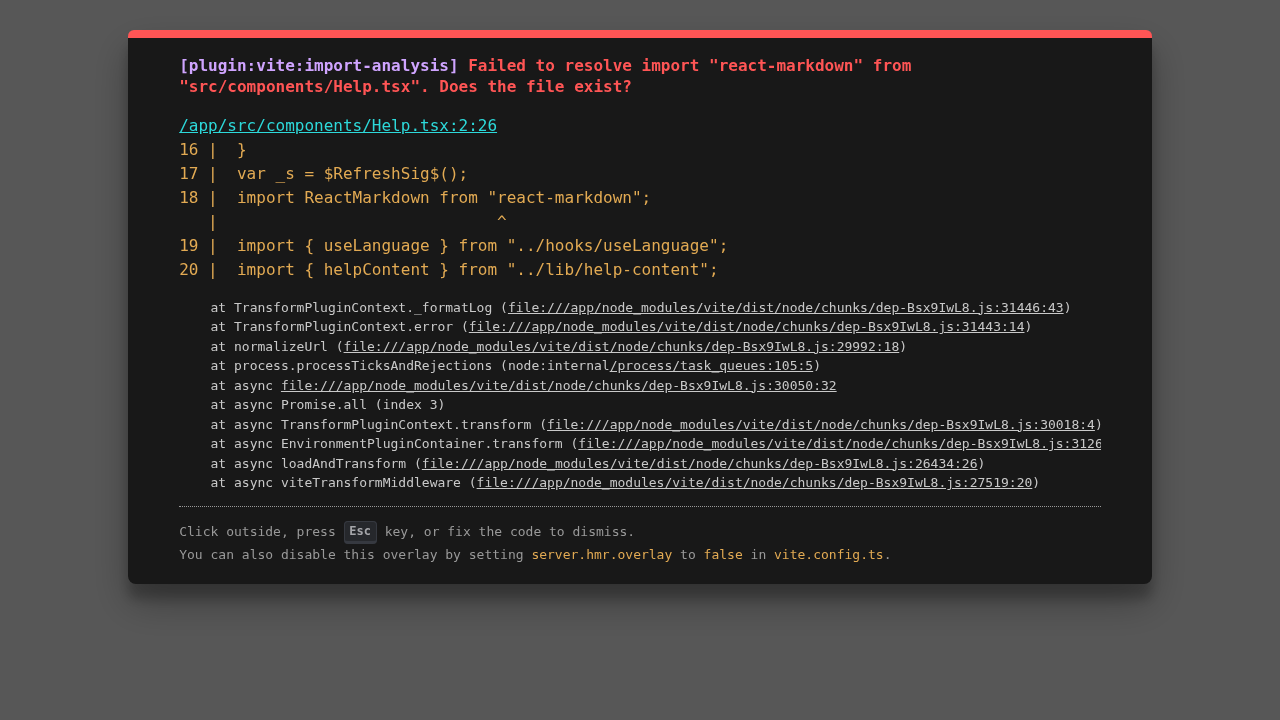 [plugin:vite:import-analysis] Failed to resolve import "react-markdown" from
"src/components/Help.tsx". Does the file exist?
/app/src/components/Help.tsx:2:26
16 |  }
17 |  var _s = $RefreshSig$();
18 |  import ReactMarkdown from "react-markdown";
   |                             ^
19 |  import { useLanguage } from "../hooks/useLanguage";
20 |  import { helpContent } from "../lib/help-content";
    at TransformPluginContext._formatLog (file:///app/node_modules/vite/dist/node/chunks/dep-Bsx9IwL8.js:31446:43)
    at TransformPluginContext.error (file:///app/node_modules/vite/dist/node/chunks/dep-Bsx9IwL8.js:31443:14)
    at normalizeUrl (file:///app/node_modules/vite/dist/node/chunks/dep-Bsx9IwL8.js:29992:18)
    at process.processTicksAndRejections (node:internal/process/task_queues:105:5)
    at async file:///app/node_modules/vite/dist/node/chunks/dep-Bsx9IwL8.js:30050:32
    at async Promise.all (index 3)
    at async TransformPluginContext.transform (file:///app/node_modules/vite/dist/node/chunks/dep-Bsx9IwL8.js:30018:4)
    at async EnvironmentPluginContainer.transform (file:///app/node_modules/vite/dist/node/chunks/dep-Bsx9IwL8.js:3126
    at async loadAndTransform (file:///app/node_modules/vite/dist/node/chunks/dep-Bsx9IwL8.js:26434:26)
    at async viteTransformMiddleware (file:///app/node_modules/vite/dist/node/chunks/dep-Bsx9IwL8.js:27519:20)
Click outside, press Esc key, or fix the code to dismiss.
You can also disable this overlay by setting server.hmr.overlay to false in vite.config.ts.